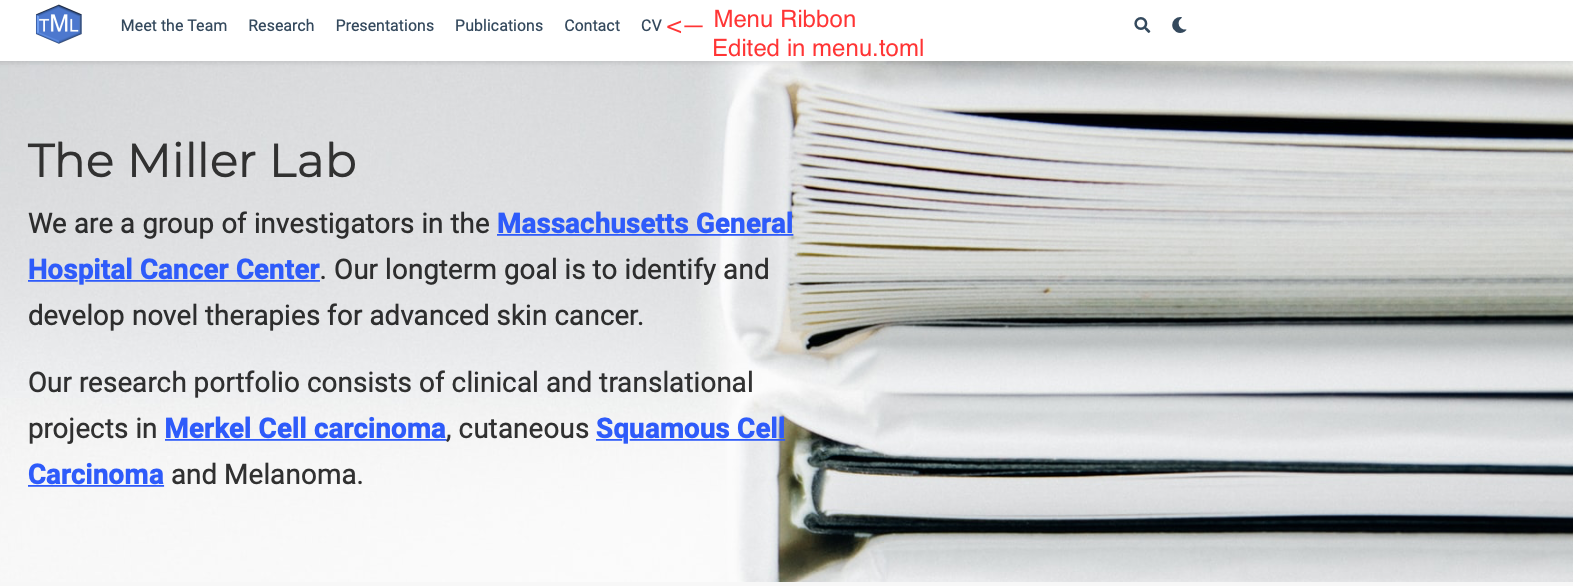 TML
Meet the Team Research Presentations Publications Contact CV <— Menu Ribbon
Edited in menu.toml
The Miller Lab
We are a group of investigators in the Massachusetts General
Hospital Cancer Center. Our longterm goal is to identify and
develop novel therapies for advanced skin cancer.
Our research portfolio consists of clinical and translational
projects in Merkel Cell carcinoma, cutaneous Squamous Cell
Carcinoma and Melanoma.